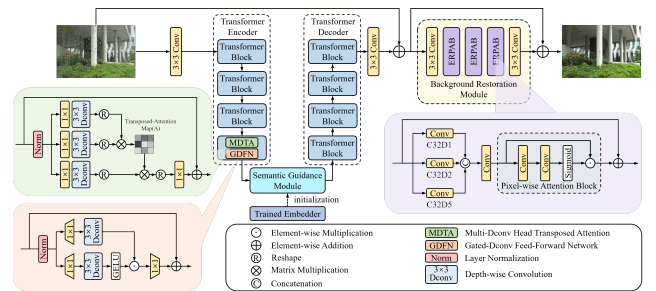 Transformer
Encoder
Transformer
Decoder
3×3 Conv
Transformer
Block
Transformer
Block
Transformer
Block
MDTA
GDFN
Transformer
Block
Transformer
Block
Transformer
Block
Transformer
Block
3×3 Conv
3×3 Conv
ERPAB
ERPAB
ERPAB
3×3 Conv
Background Restoration
Module
Semantic Guidance
Module
initialization
Trained Embedder
Norm
1×1
3×3
Dconv
R
1×1
3×3
Dconv
R
1×1
3×3
Dconv
R
1×1
Transposed-Attention
Map(A)
Norm
1×1
3×3
Dconv
1×1
3×3
Dconv
GELU
1×1
Conv
C32D1
Conv
C32D2
Conv
C32D5
C
Conv
Conv
Conv
Sigmoid
Pixel-wise Attention Block
Element-wise Multiplication
Element-wise Addition
R Reshape
Matrix Multiplication
C Concatenation
MDTA Multi-Dconv Head Transposed Attention
GDFN Gated-Dconv Feed-Forward Network
Norm Layer Normalization
3×3
Dconv Depth-wise Convolution